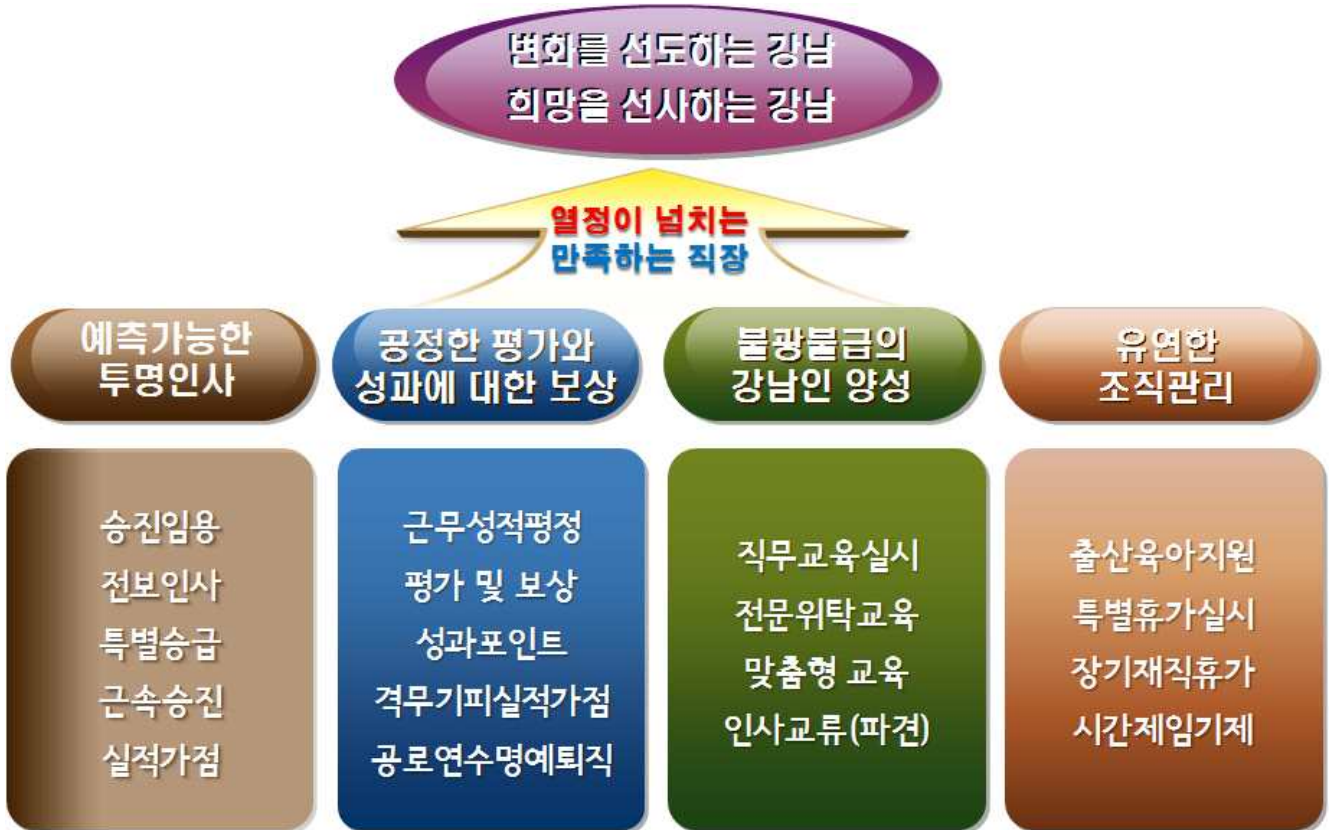 변화를 선도하는 강남
희망을 선사하는 강남
열정이 넘치는
만족하는 직장
예측가능한
투명인사
공정한 평가와
성과에 대한 보상
불광불급의
강남인 양성
유연한
조직관리
승진임용
전보인사
특별승급
근속승진
실적가점
근무성적평정
평가 및 보상
성과포인트
격무기피실적가점
공로연수명예퇴직
직무교육실시
전문위탁교육
맞춤형 교육
인사교류(파견)
출산육아지원
특별휴가실시
장기재직휴가
시간제임기제